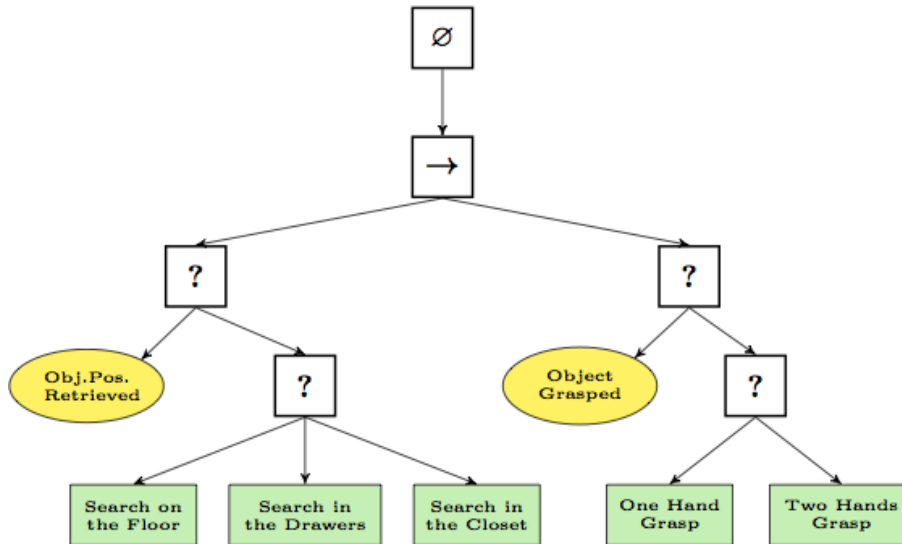 ∅
→
?
?
Obj.Pos.
Retrieved
?
Object
Grasped
?
Search on
the Floor
Search in
the Drawers
Search in
the Closet
One Hand
Grasp
Two Hands
Grasp